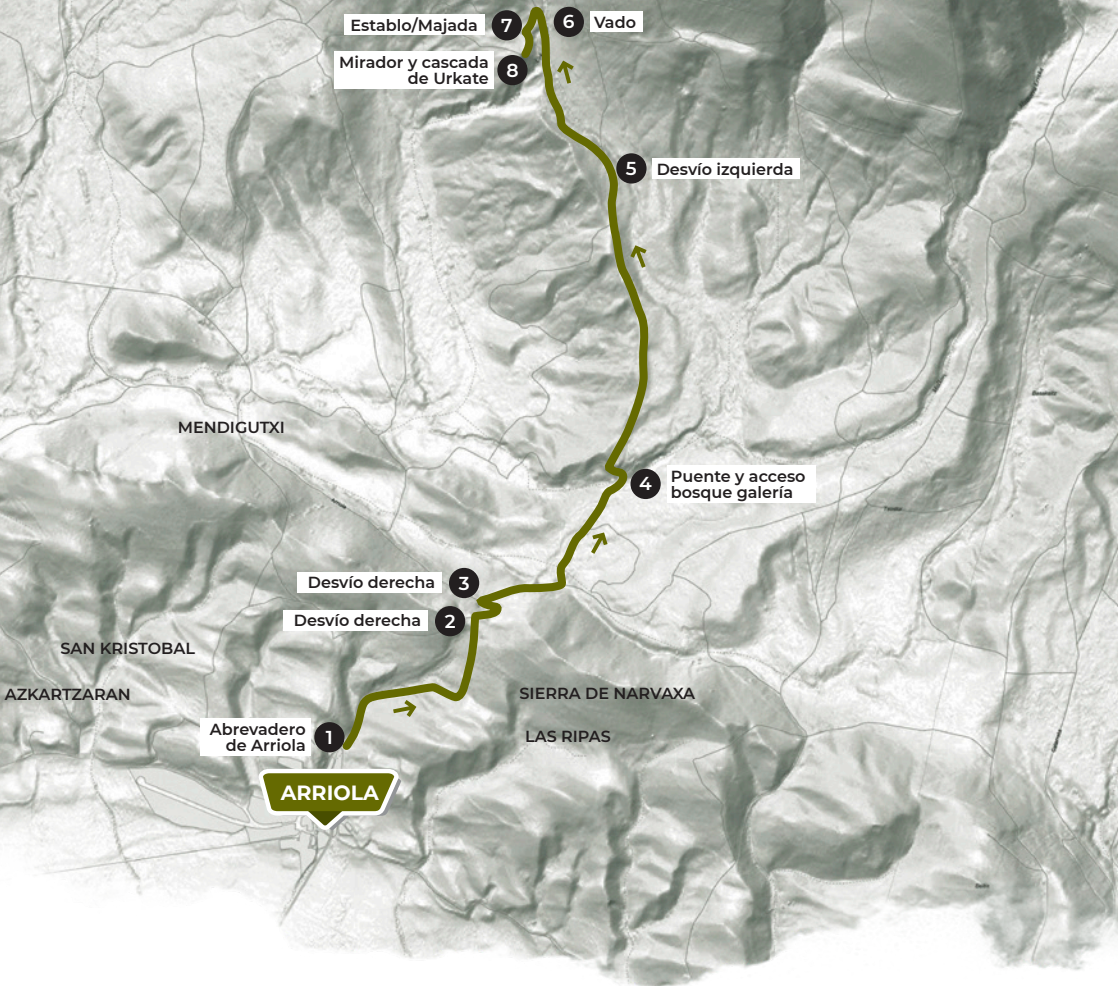 Establo/Majada 7
6 Vado
Mirador y cascada
de Urkate 8
5 Desvío izquierda
MENDIGUTXI
4 Puente y acceso
bosque galería
Desvío derecha 3
Desvío derecha 2
SAN KRISTOBAL
AZKARTZARAN
SIERRA DE NARVAXA
LAS RIPAS
Abrevadero
de Arriola 1
ARRIOLA